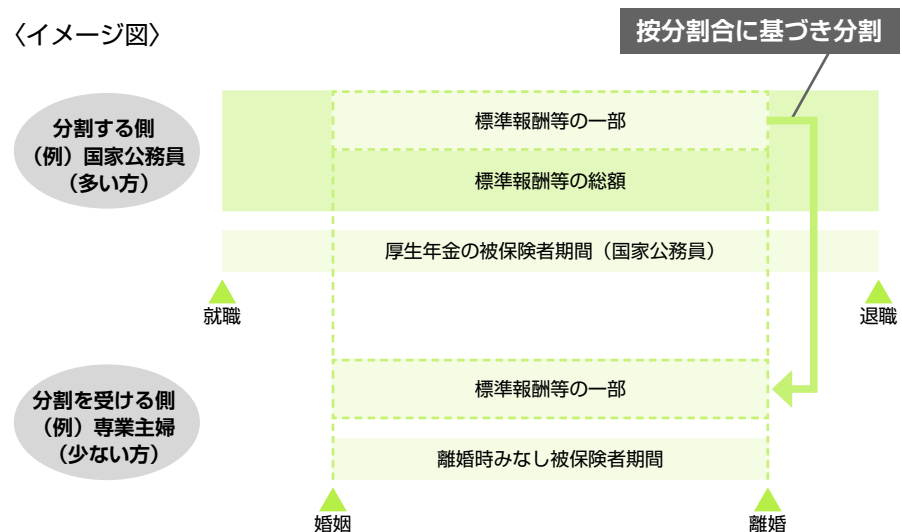 〈イメージ図〉
按分割合に基づき分割
分割する側
（例）国家公務員
（多い方）
標準報酬等の一部
標準報酬等の総額
厚生年金の被保険者期間（国家公務員）
就職
退職
分割を受ける側
（例）専業主婦
（少ない方）
標準報酬等の一部
離婚時みなし被保険者期間
婚姻
離婚